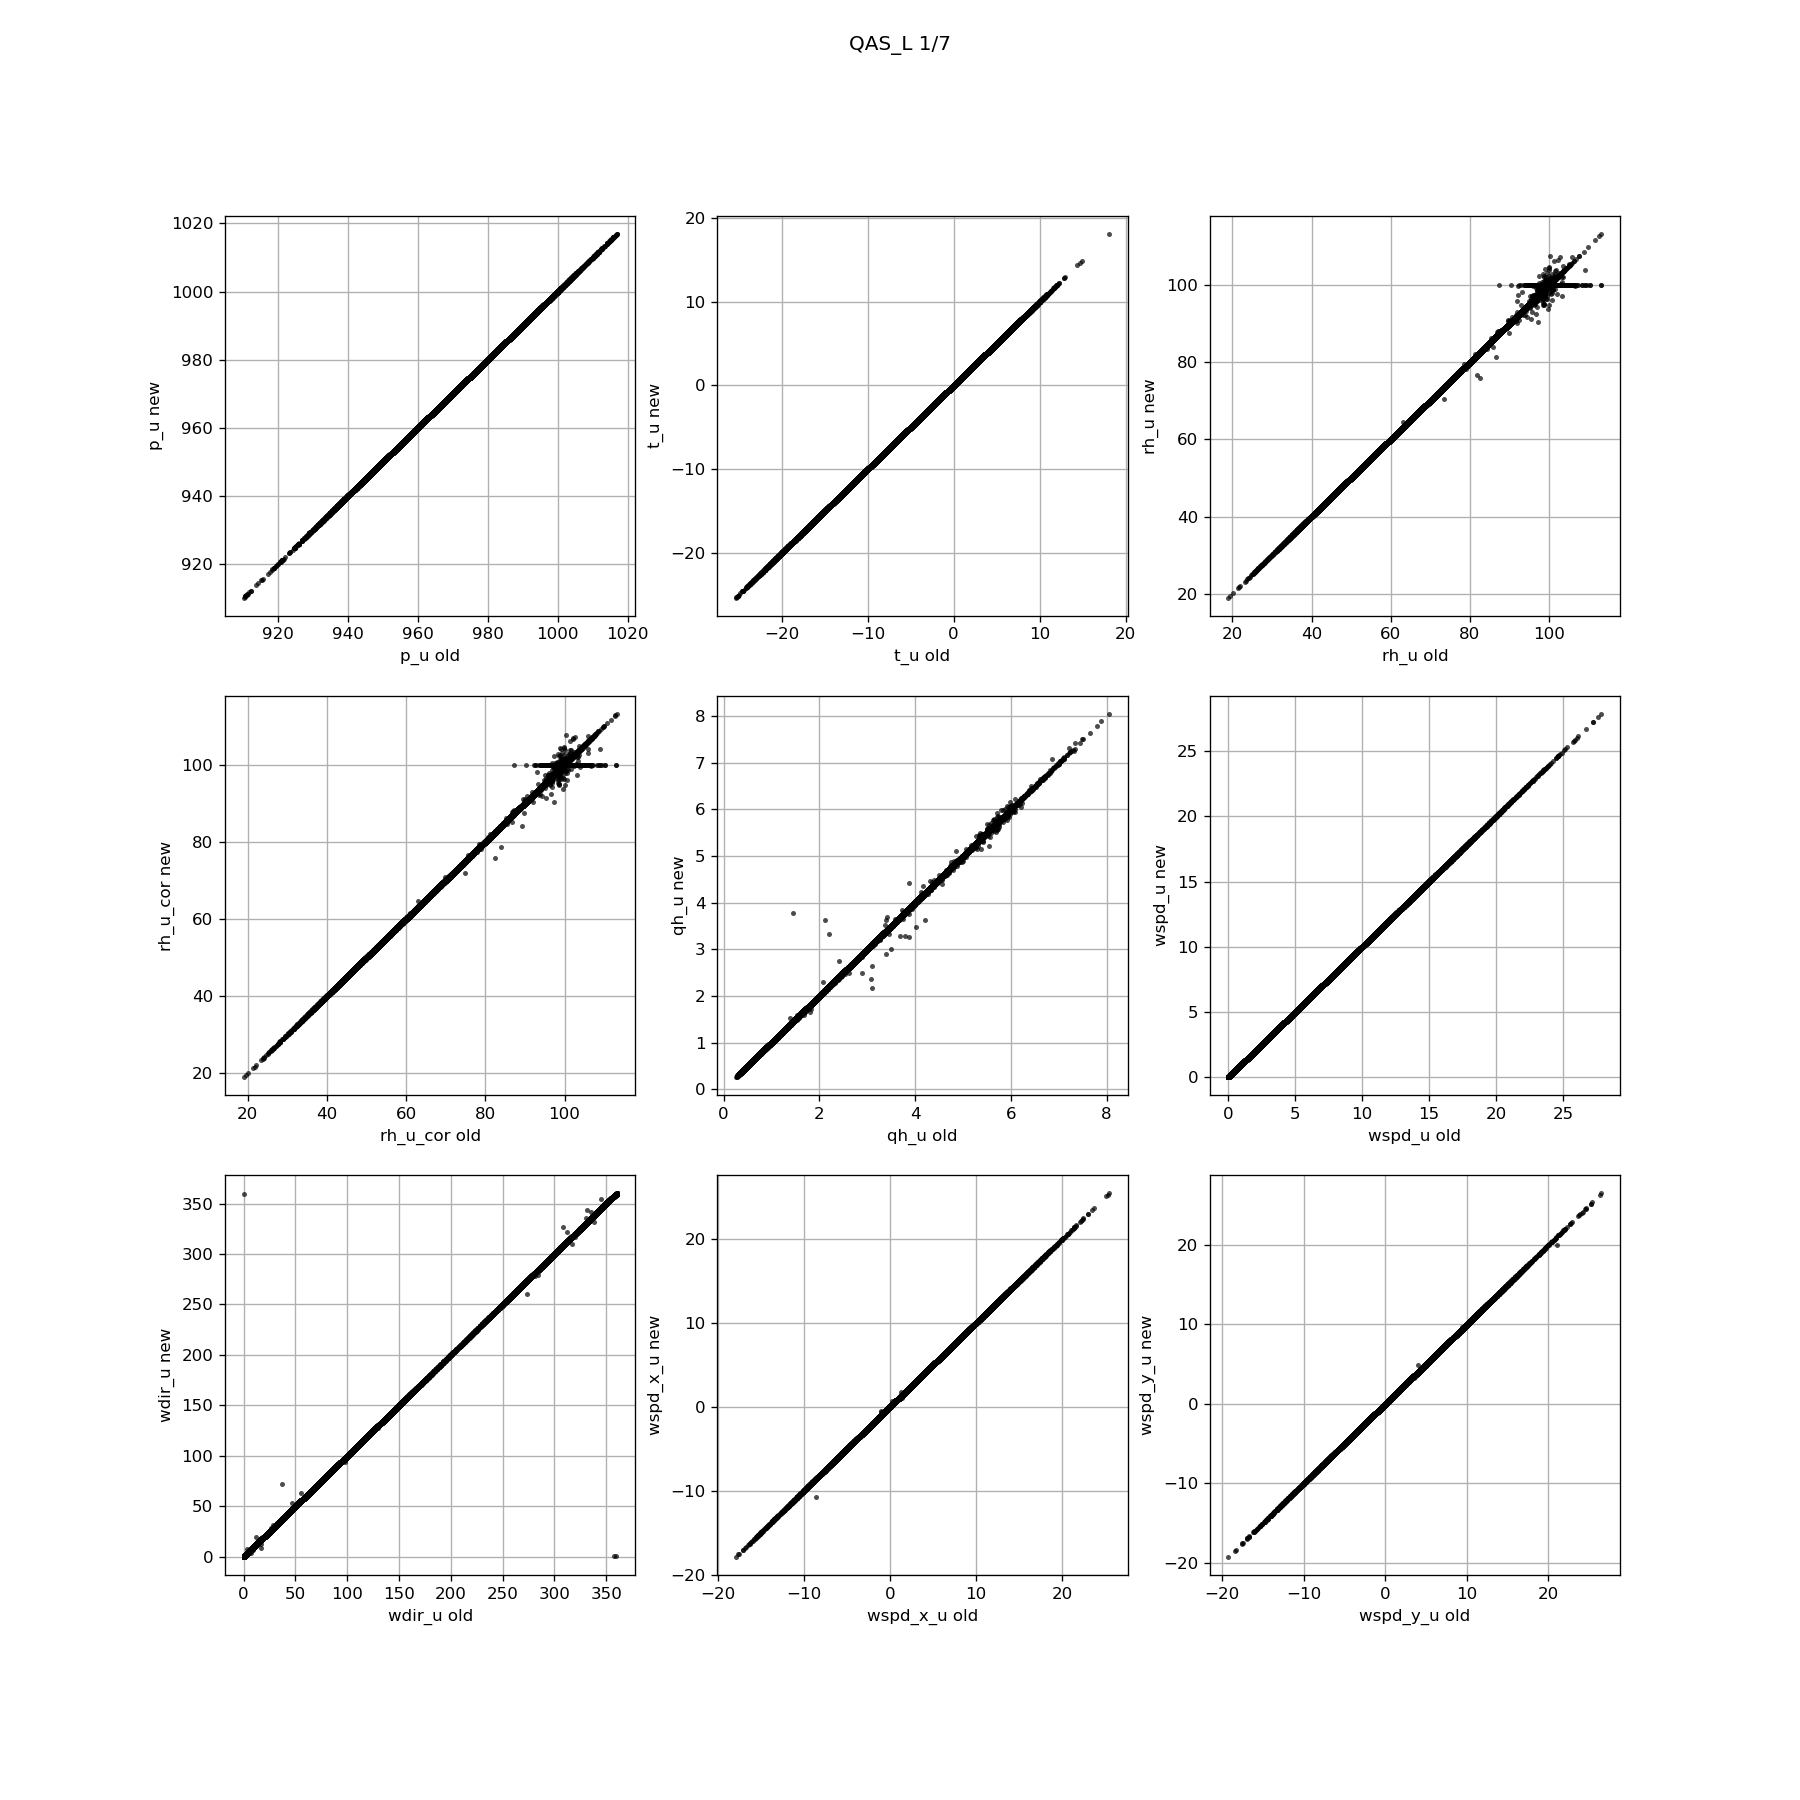 QAS_L 1/7
1020
1000
980
960
940
920
p_u new
920 940 960 980 1000 1020
p_u old
20
10
0
−10
−20
t_u new
−20 −10 0 10 20
t_u old
100
80
60
40
20
rh_u new
20 40 60 80 100
rh_u old
100
80
60
40
20
rh_u_cor new
20 40 60 80 100
rh_u_cor old
8
7
6
5
4
3
2
1
0
qh_u new
0 2 4 6 8
qh_u old
25
20
15
10
5
0
wspd_u new
0 5 10 15 20 25
wspd_u old
350
300
250
200
150
100
50
0
wdir_u new
0 50 100 150 200 250 300 350
wdir_u old
20
10
0
−10
−20
wspd_x_u new
−20 −10 0 10 20
wspd_x_u old
20
10
0
−10
−20
wspd_y_u new
−20 −10 0 10 20
wspd_y_u old